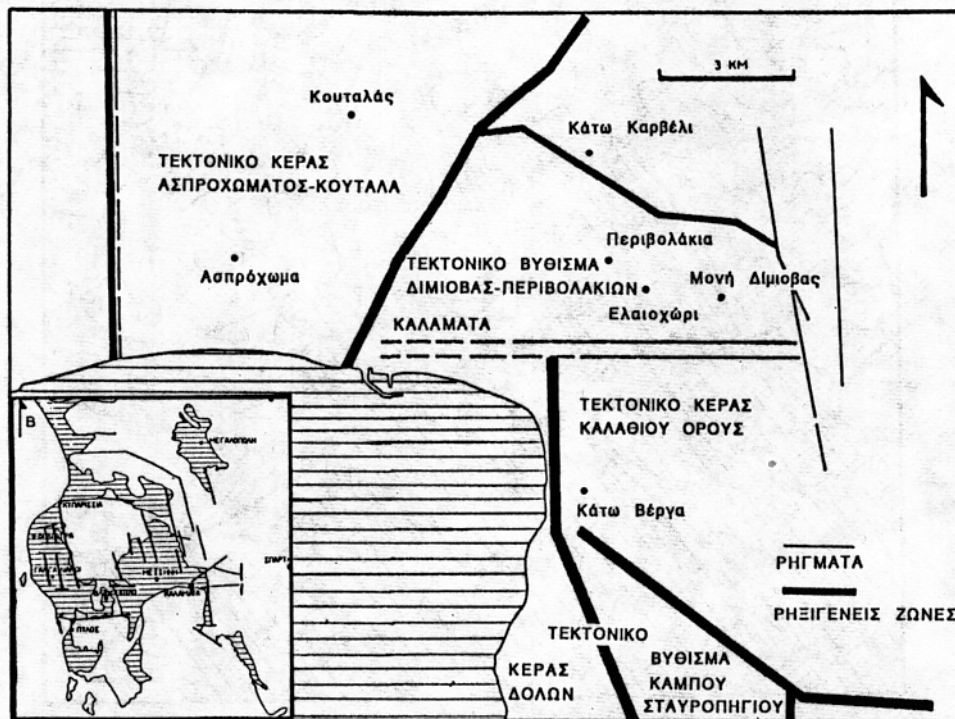 3 KM
Κουταλάς
Κάτω Καρβέλι
ΤΕΚΤΟΝΙΚΟ ΚΕΡΑΣ
ΑΣΠΡΟΧΩΜΑΤΟΣ-ΚΟΥΤΑΛΑ
Περιβολάκια
Ασπρόχωμα
ΤΕΚΤΟΝΙΚΟ ΒΥΘΙΣΜΑ
ΔΙΜΙΟΒΑΣ-ΠΕΡΙΒΟΛΑΚΙΩΝ
Μονή Δίμιοβας
Ελαιοχώρι
ΚΑΛΑΜΑΤΑ
ΤΕΚΤΟΝΙΚΟ ΚΕΡΑΣ
ΚΑΛΑΘΙΟΥ ΟΡΟΥΣ
Β
ΜΕΓΑΛΟΠΟΛΗ
ΚΥΠΑΡΙΣΣΙΑ
ΜΕΣΣΗΝΗ
ΚΑΛΑΜΑΤΑ
ΣΠΑΡΤ
ΠΥΛΟΣ
Κάτω Βέργα
ΡΗΓΜΑΤΑ
ΡΗΞΙΓΕΝΕΙΣ ΖΩΝΕΣ
ΤΕΚΤΟΝΙΚΟ
ΚΕΡΑΣ
ΔΟΛΩΝ
ΒΥΘΙΣΜΑ
ΚΑΜΠΟΥ
ΣΤΑΥΡΟΠΗΓΙΟΥ